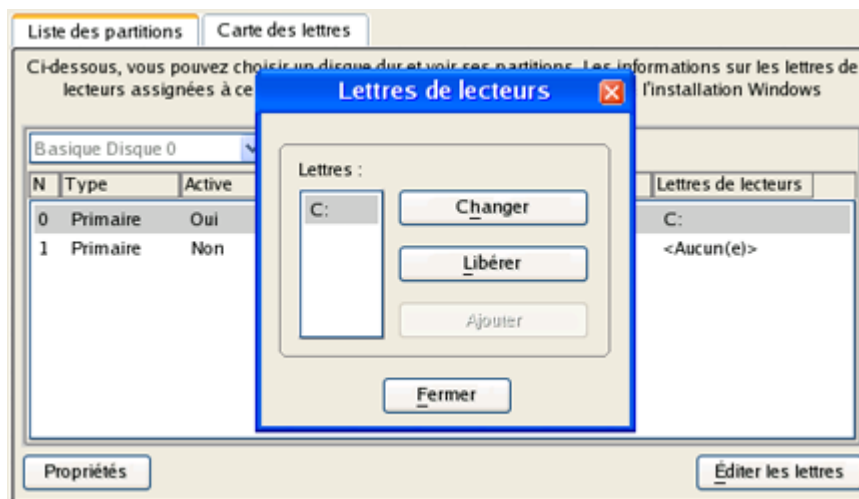 Liste des partitions Carte des lettres
Ci-dessous, vous pouvez choisir un disque dur et voir ses partitions. Les informations sur les lettres de
lecteurs assignées à ce l'installation Windows
Lettres de lecteurs
Basique Disque 0
Lettres :
N Type Active Lettres de lecteurs
C: Changer
0 Primaire Oui C:
1 Primaire Non <Aucun(e)>
Libérer
Ajouter
Fermer
Propriétés Éditer les lettres